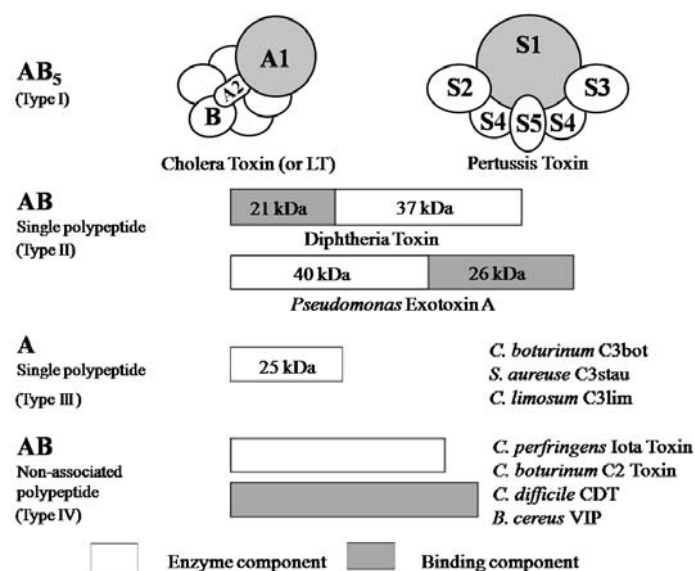 AB5
(Type I)
A1
A2
B
Cholera Toxin (or LT)
S1
S2
S3
S4
S5
S4
Pertussis Toxin
AB
Single polypeptide
(Type II)
21 kDa
37 kDa
Diphtheria Toxin
40 kDa
26 kDa
Pseudomonas Exotoxin A
A
Single polypeptide
(Type III)
25 kDa
C. boturinum C3bot
S. aureuse C3stau
C. limosum C3lim
AB
Non-associated
polypeptide
(Type IV)
C. perfringens Iota Toxin
C. boturinum C2 Toxin
C. difficile CDT
B. cereus VIP
Enzyme component
Binding component